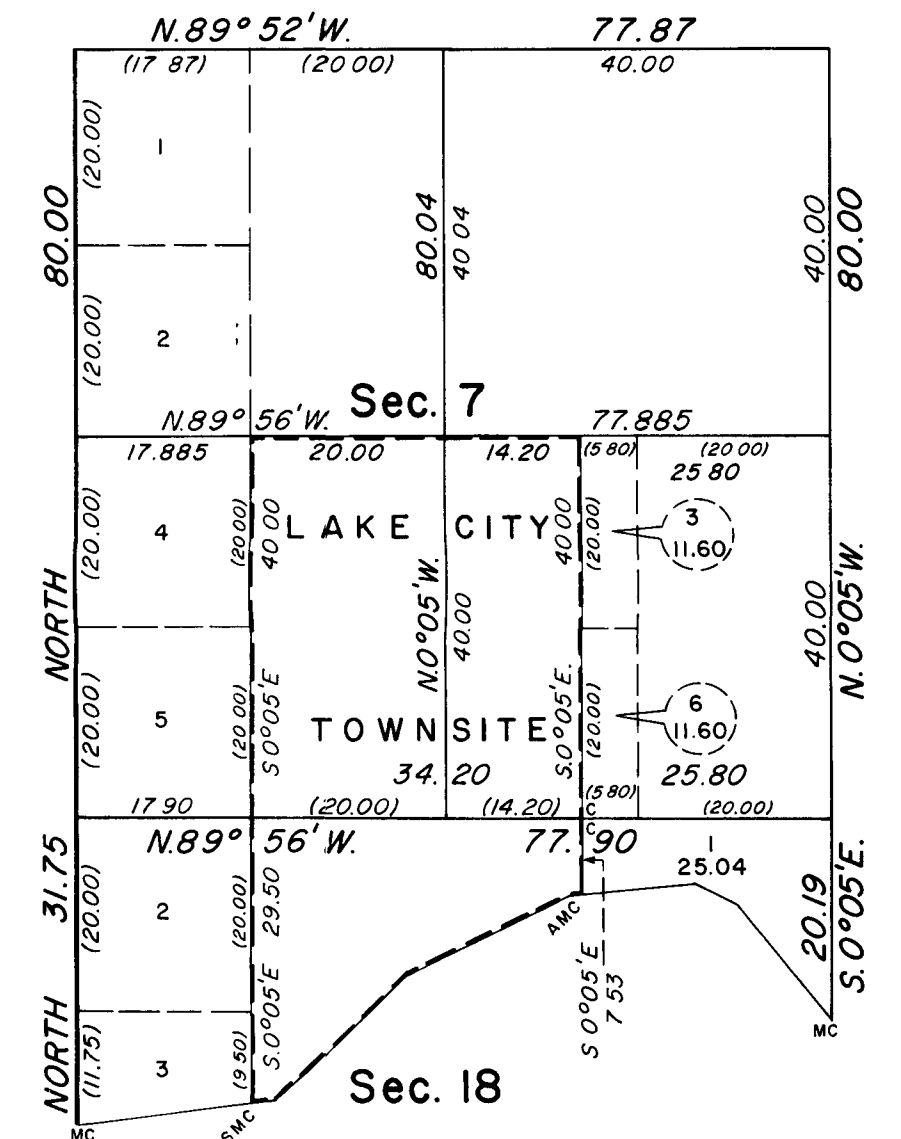 N.89° 52' W. 77.87
(17 87) (20 00) 40.00
(20.00) 1
80.00 80.04 40 04 40.00 80.00
(20.00) 2
Sec. 7
N.89° 56' W. 77.885
17.885 20.00 14.20 (5 80) (20 00)
25 80
(20.00) 4 (20 00) 40 00 LAKE CITY 40 00 (20.00) 3
11.60
NORTH N.0°05'W. 40.00 40.00 N.0°05'W.
(20.00) 5 (20 00) S 0°05'E TOWNSITE S.0°05'E. (20.00) 6
11.60
34.20 25.80
17 90 (20.00) (14.20) (5 80) (20.00)
C
C
N.89° 56' W. 77.90
31.75 (20.00) 2 (20.00) 29.50 1
25.04
20.19 S.0°05'E.
AMC
S 0°05'E
7 53
NORTH (11.75) 3 (9 50) S.0°05'E
Sec. 18
MC
SMC
MC